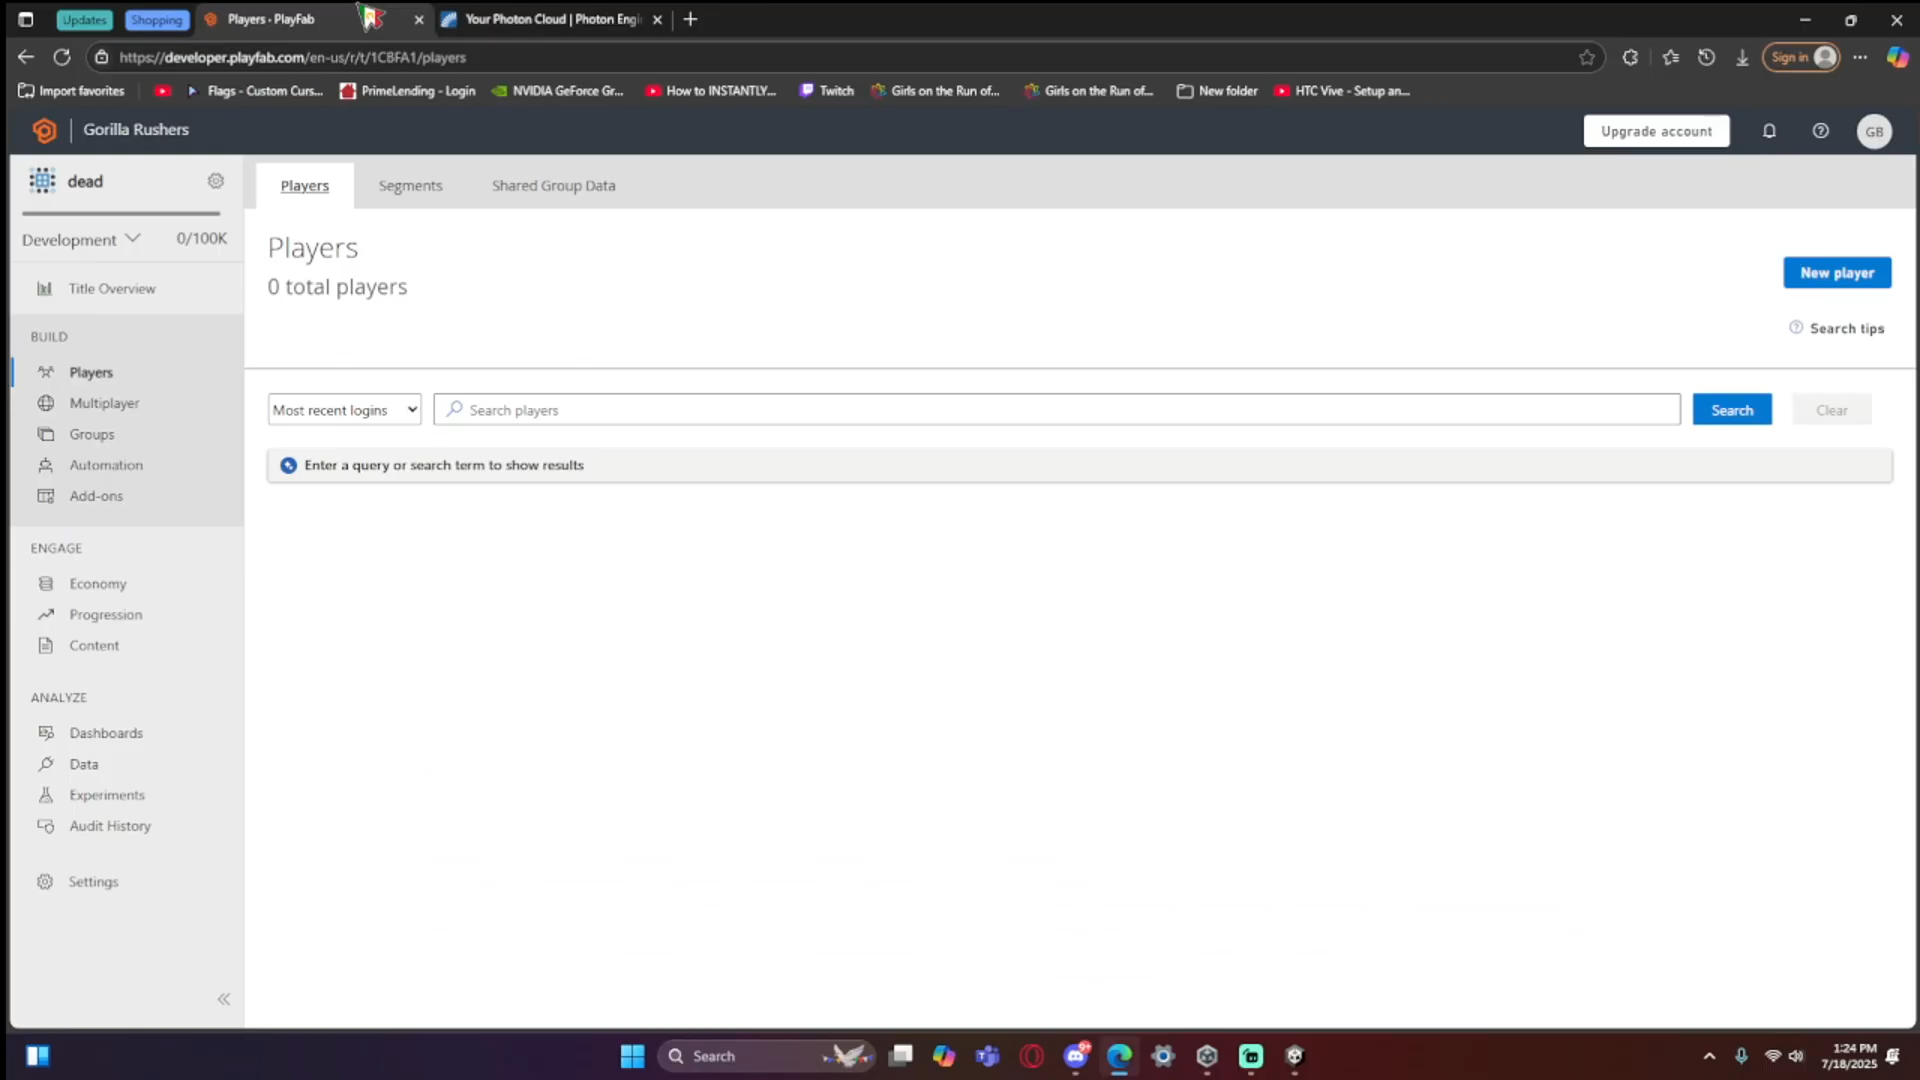 Updates
Shopping
Players - PlayFab
Your Photon Cloud | Photon Engi
https://developer.playfab.com/en-us/r/t/1CBFA1/players
Sign in
Import favorites
Flags - Custom Curs...
PrimeLending - Login
NVIDIA GeForce Gr...
How to INSTANTLY...
Twitch
Girls on the Run of...
Girls on the Run of...
New folder
HTC Vive - Setup an...
Gorilla Rushers
Upgrade account
GB
dead
Development
0/100K
Title Overview
BUILD
Players
Multiplayer
Groups
Automation
Add-ons
ENGAGE
Economy
Progression
Content
ANALYZE
Dashboards
Data
Experiments
Audit History
Settings
Players
Segments
Shared Group Data
Players
0 total players
New player
Search tips
Most recent logins
Search players
Search
Clear
Enter a query or search term to show results
Search
9+
1:24 PM
7/18/2025